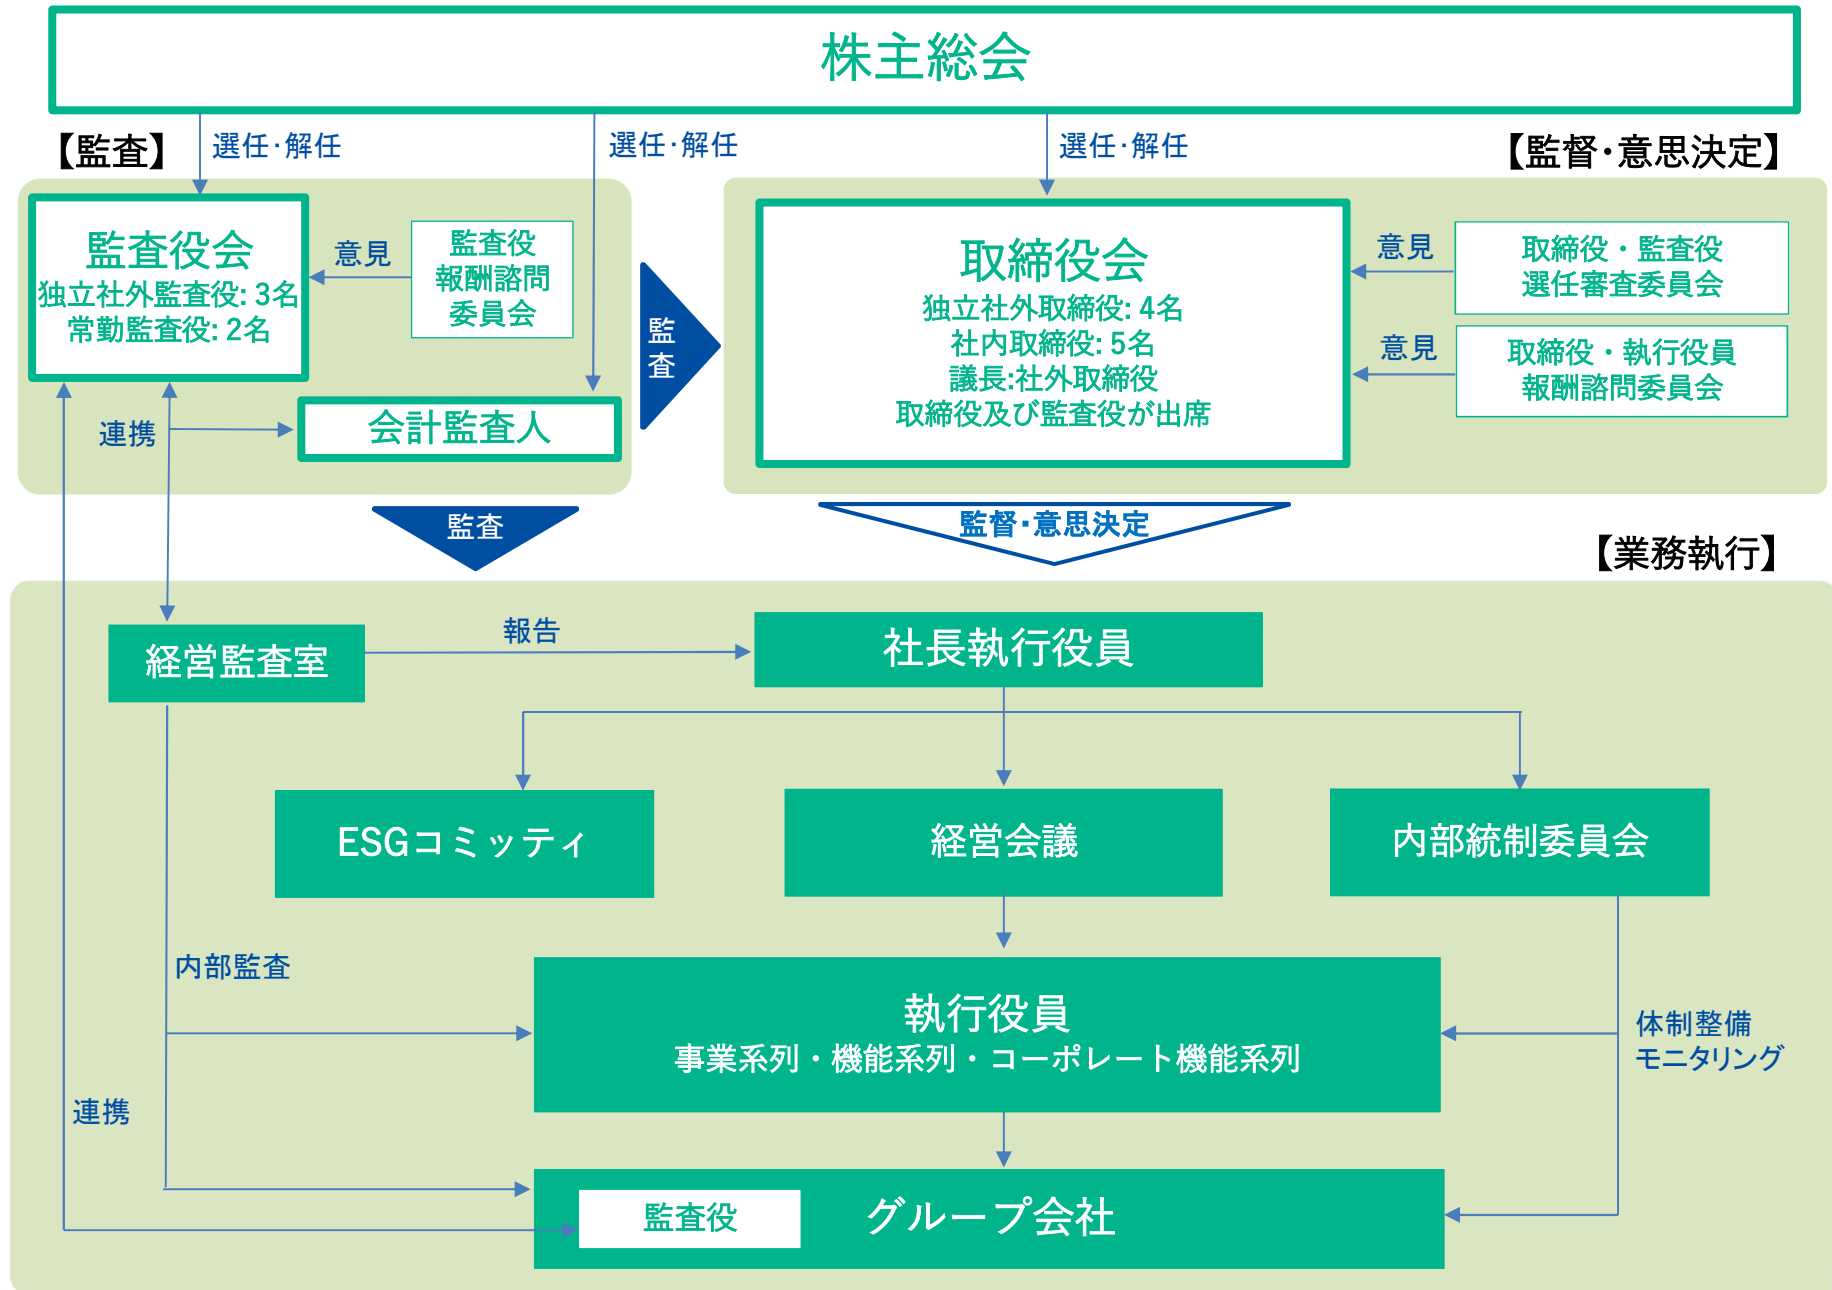 株主総会
【監査】
選任・解任
選任・解任
選任・解任
【監督・意思決定】
監査役会
独立社外監査役: 3名
常勤監査役: 2名
意見
監査役
報酬諮問
委員会
連携
会計監査人
監
査
取締役会
独立社外取締役: 4名
社内取締役: 5名
議長:社外取締役
取締役及び監査役が出席
意見
取締役・監査役
選任審査委員会
意見
取締役・執行役員
報酬諮問委員会
監査
監督・意思決定
【業務執行】
経営監査室
報告
社長執行役員
ESGコミッティ
経営会議
内部統制委員会
内部監査
執行役員
事業系列・機能系列・コーポレート機能系列
体制整備
モニタリング
連携
監査役
グループ会社